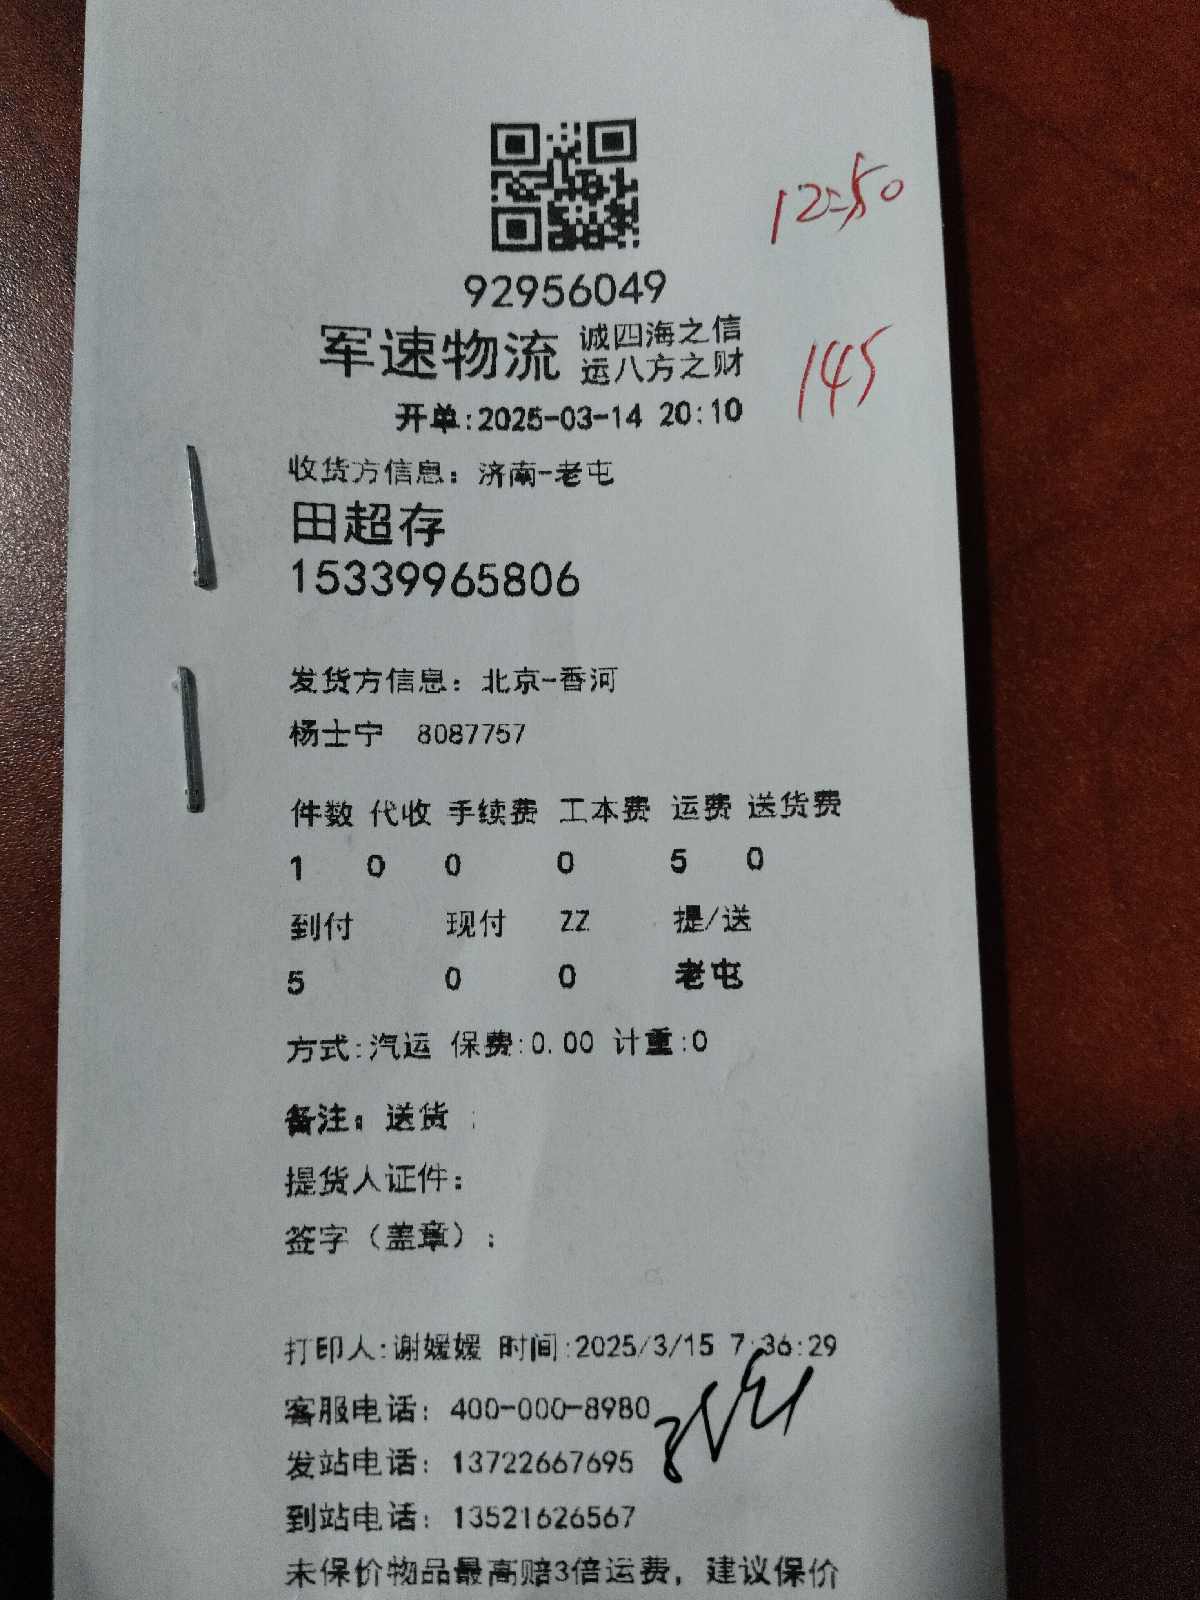 12:50
92956049
军速物流 诚四海之信
运八方之财
145
开单:2025-03-14 20:10
收货方信息：济南-老屯
田超存
15339965806
发货方信息：北京-香河
杨士宁 8087757
件数 代收 手续费 工本费 运费 送货费
1 0 0 0 5 0
到付 现付 ZZ 提/送
5 0 0 老屯
方式:汽运 保费:0.00 计重:0
备注：送货 ;
提货人证件：
签字（盖章）：
打印人:谢媛媛 时间:2025/3/15 7:36:29
客服电话：400-000-8980
发站电话：13722667695
到站电话：13521626567
未保价物品最高赔3倍运费，建议保价